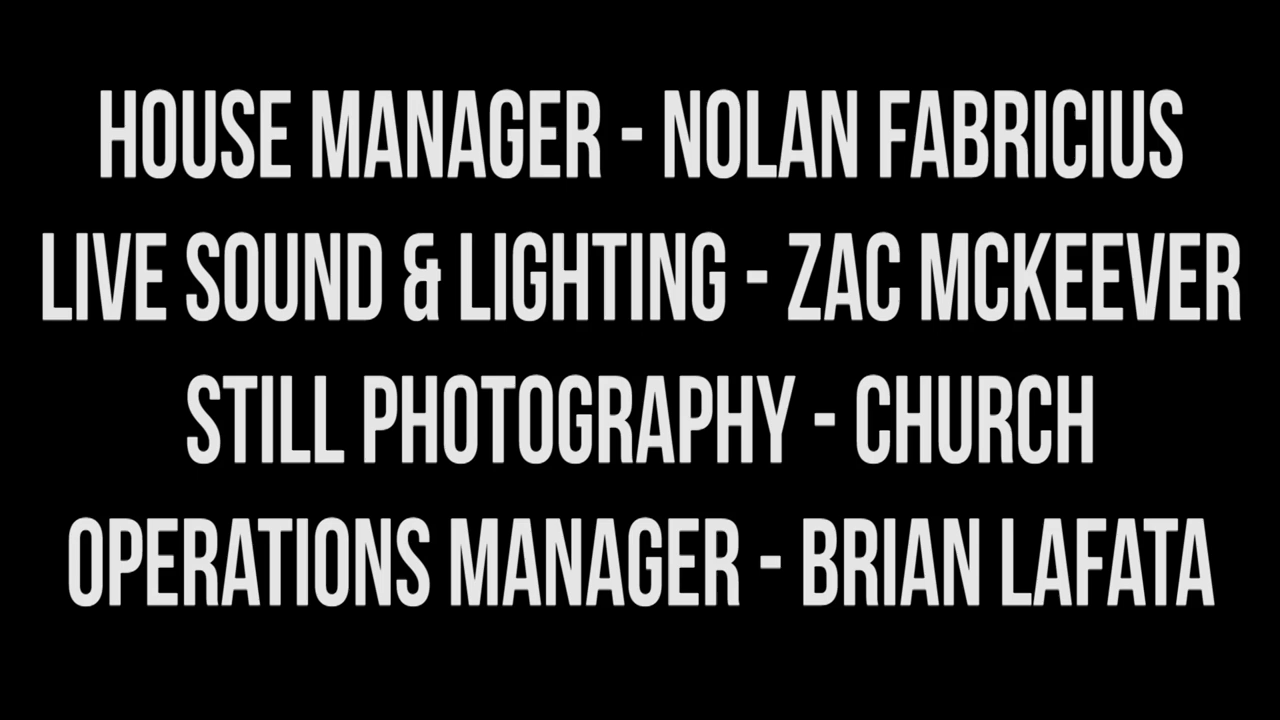 HOUSE MANAGER - NOLAN FABRICIUS
LIVE SOUND & LIGHTING - ZAC MCKEEVER
STILL PHOTOGRAPHY - CHURCH
OPERATIONS MANAGER - BRIAN LAFATA